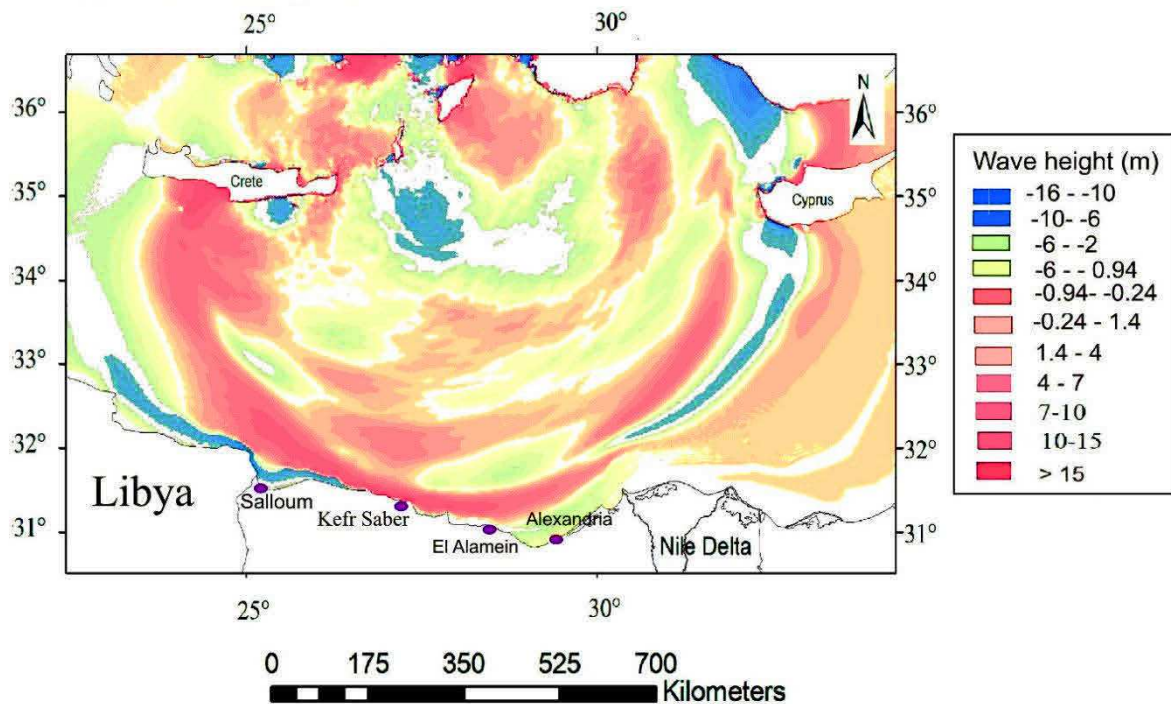 25° 30°
N
36° 36°
35° 35°
34° 34°
33° 33°
32° 32°
31° 31°
Crete
Cyprus
Libya
Salloum
Kefr Saber
El Alamein
Alexandria
Nile Delta
25° 30°
0 175 350 525 700
Kilometers
Wave height (m)
-16 - -10
-10- -6
-6 - -2
-6 - - 0.94
-0.94- -0.24
-0.24 - 1.4
1.4 - 4
4 - 7
7-10
10-15
> 15